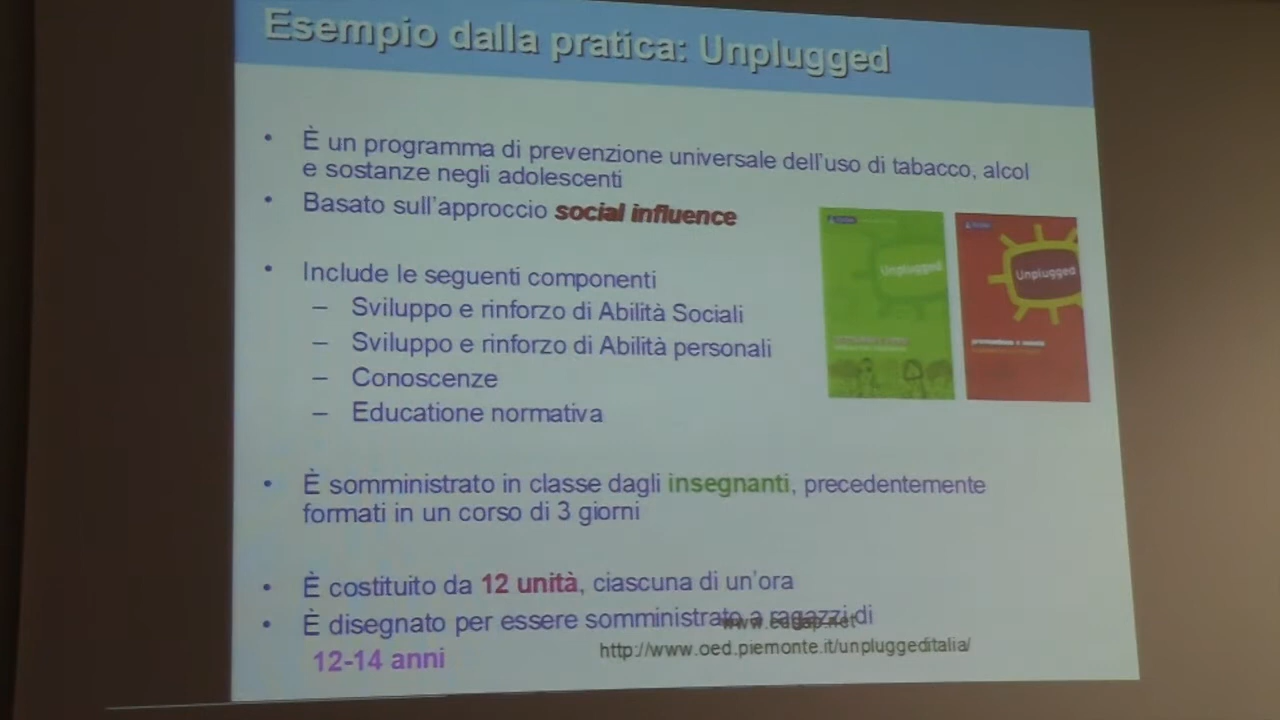 Esempio dalla pratica: Unplugged
• È un programma di prevenzione universale dell'uso di tabacco, alcol
e sostanze negli adolescenti
• Basato sull'approccio social influence
• Include le seguenti componenti
– Sviluppo e rinforzo di Abilità Sociali
– Sviluppo e rinforzo di Abilità personali
– Conoscenze
– Educatione normativa
Unplugged
Unplugged
• È somministrato in classe dagli insegnanti, precedentemente
formati in un corso di 3 giorni
• È costituito da 12 unità, ciascuna di un'ora
• È disegnato per essere somministrato a ragazzi di
12-14 anni
http://www.oed.piemonte.it/unpluggeditalia/